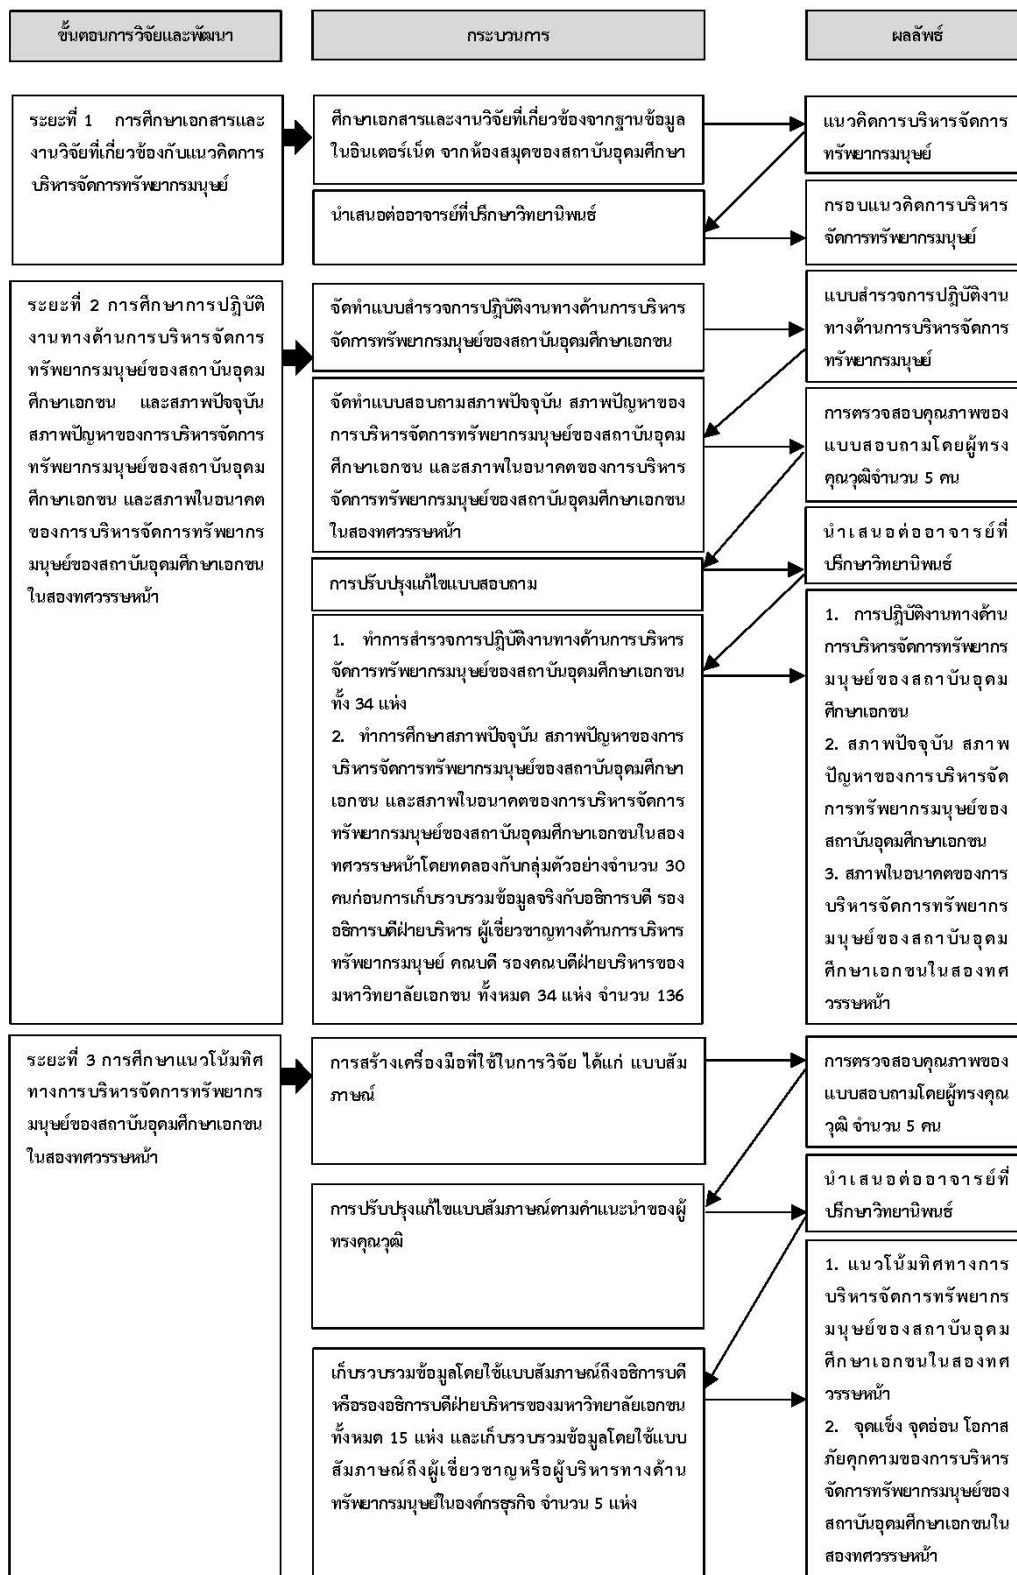 ขั้นตอนการวิจัยและพัฒนา
กระบวนการ
ผลลัพธ์
ระยะที่ 1 การศึกษาเอกสารและ
งานวิจัยที่เกี่ยวข้องกับแนวคิดการ
บริหารจัดการทรัพยากรมนุษย์
ศึกษาเอกสารและงานวิจัยที่เกี่ยวข้องจากฐานข้อมูล
ในอินเตอร์เน็ต จากห้องสมุดของสถาบันอุดมศึกษา
แนวคิดการบริหารจัดการ
ทรัพยากรมนุษย์
นำเสนอต่ออาจารย์ที่ปรึกษาวิทยานิพนธ์
กรอบแนวคิดการบริหาร
จัดการทรัพยากรมนุษย์
ระยะที่ 2 การศึกษาการปฏิบัติ
งานทางด้านการบริหารจัดการ
ทรัพยากรมนุษย์ของสถาบันอุดม
ศึกษาเอกชน และสภาพปัจจุบัน
สภาพปัญหาของการบริหารจัดการ
ทรัพยากรมนุษย์ของสถาบันอุดม
ศึกษาเอกชน และสภาพในอนาคต
ของการบริหารจัดการทรัพยากร
มนุษย์ของสถาบันอุดมศึกษาเอกชน
ในสองทศวรรษหน้า
จัดทำแบบสำรวจการปฏิบัติงานทางด้านการบริหาร
จัดการทรัพยากรมนุษย์ของสถาบันอุดมศึกษาเอกชน
แบบสำรวจการปฏิบัติงาน
ทางด้านการบริหารจัดการ
ทรัพยากรมนุษย์
จัดทำแบบสอบถามสภาพปัจจุบัน สภาพปัญหาของ
การบริหารจัดการทรัพยากรมนุษย์ของสถาบันอุดม
ศึกษาเอกชน และสภาพในอนาคตของการบริหาร
จัดการทรัพยากรมนุษย์ของสถาบันอุดมศึกษาเอกชน
ในสองทศวรรษหน้า
การตรวจสอบคุณภาพของ
แบบสอบถามโดยผู้ทรง
คุณวุฒิจำนวน 5 คน
การปรับปรุงแก้ไขแบบสอบถาม
นำเสนอต่ออาจารย์ที่
ปรึกษาวิทยานิพนธ์
1. ทำการสำรวจการปฏิบัติงานทางด้านการบริหาร
จัดการทรัพยากรมนุษย์ของสถาบันอุดมศึกษาเอกชน
ทั้ง 34 แห่ง
2. ทำการศึกษาสภาพปัจจุบัน สภาพปัญหาของการ
บริหารจัดการทรัพยากรมนุษย์ของสถาบันอุดมศึกษา
เอกชน และสภาพในอนาคตของการบริหารจัดการ
ทรัพยากรมนุษย์ของสถาบันอุดมศึกษาเอกชนในสอง
ทศวรรษหน้าโดยทดลองกับกลุ่มตัวอย่างจำนวน 30
คนก่อนการเก็บรวบรวมข้อมูลจริงกับอธิการบดี รอง
อธิการบดีฝ่ายบริหาร ผู้เชี่ยวชาญทางด้านการบริหาร
ทรัพยากรมนุษย์ คณบดี รองคณบดีฝ่ายบริหารของ
มหาวิทยาลัยเอกชน ทั้งหมด 34 แห่ง จำนวน 136
1. การปฏิบัติงานทางด้าน
การบริหารจัดการทรัพยากร
มนุษย์ของสถาบันอุดม
ศึกษาเอกชน
2. สภาพปัจจุบัน สภาพ
ปัญหาของการบริหารจัด
การทรัพยากรมนุษย์ของ
สถาบันอุดมศึกษาเอกชน
3. สภาพในอนาคตของการ
บริหารจัดการทรัพยากร
มนุษย์ของสถาบันอุดม
ศึกษาเอกชนในสองทศ
วรรษหน้า
ระยะที่ 3 การศึกษาแนวโน้มทิศ
ทางการบริหารจัดการทรัพยากร
มนุษย์ของสถาบันอุดมศึกษาเอกชน
ในสองทศวรรษหน้า
การสร้างเครื่องมือที่ใช้ในการวิจัย ได้แก่ แบบสัม
ภาษณ์
การตรวจสอบคุณภาพของ
แบบสอบถามโดยผู้ทรงคุณ
วุฒิ จำนวน 5 คน
การปรับปรุงแก้ไขแบบสัมภาษณ์ตามคำแนะนำของผู้
ทรงคุณวุฒิ
นำเสนอต่ออาจารย์ที่
ปรึกษาวิทยานิพนธ์
เก็บรวบรวมข้อมูลโดยใช้แบบสัมภาษณ์ถึงอธิการบดี
หรือรองอธิการบดีฝ่ายบริหารของมหาวิทยาลัยเอกชน
ทั้งหมด 15 แห่ง และเก็บรวบรวมข้อมูลโดยใช้แบบ
สัมภาษณ์ถึงผู้เชี่ยวชาญหรือผู้บริหารทางด้าน
ทรัพยากรมนุษย์ในองค์กรธุรกิจ จำนวน 5 แห่ง
1. แนวโน้มทิศทางการ
บริหารจัดการทรัพยากร
มนุษย์ของสถาบันอุดม
ศึกษาเอกชนในสองทศ
วรรษหน้า
2. จุดแข็ง จุดอ่อน โอกาส
ภัยคุกคามของการบริหาร
จัดการทรัพยากรมนุษย์ของ
สถาบันอุดมศึกษาเอกชนใน
สองทศวรรษหน้า